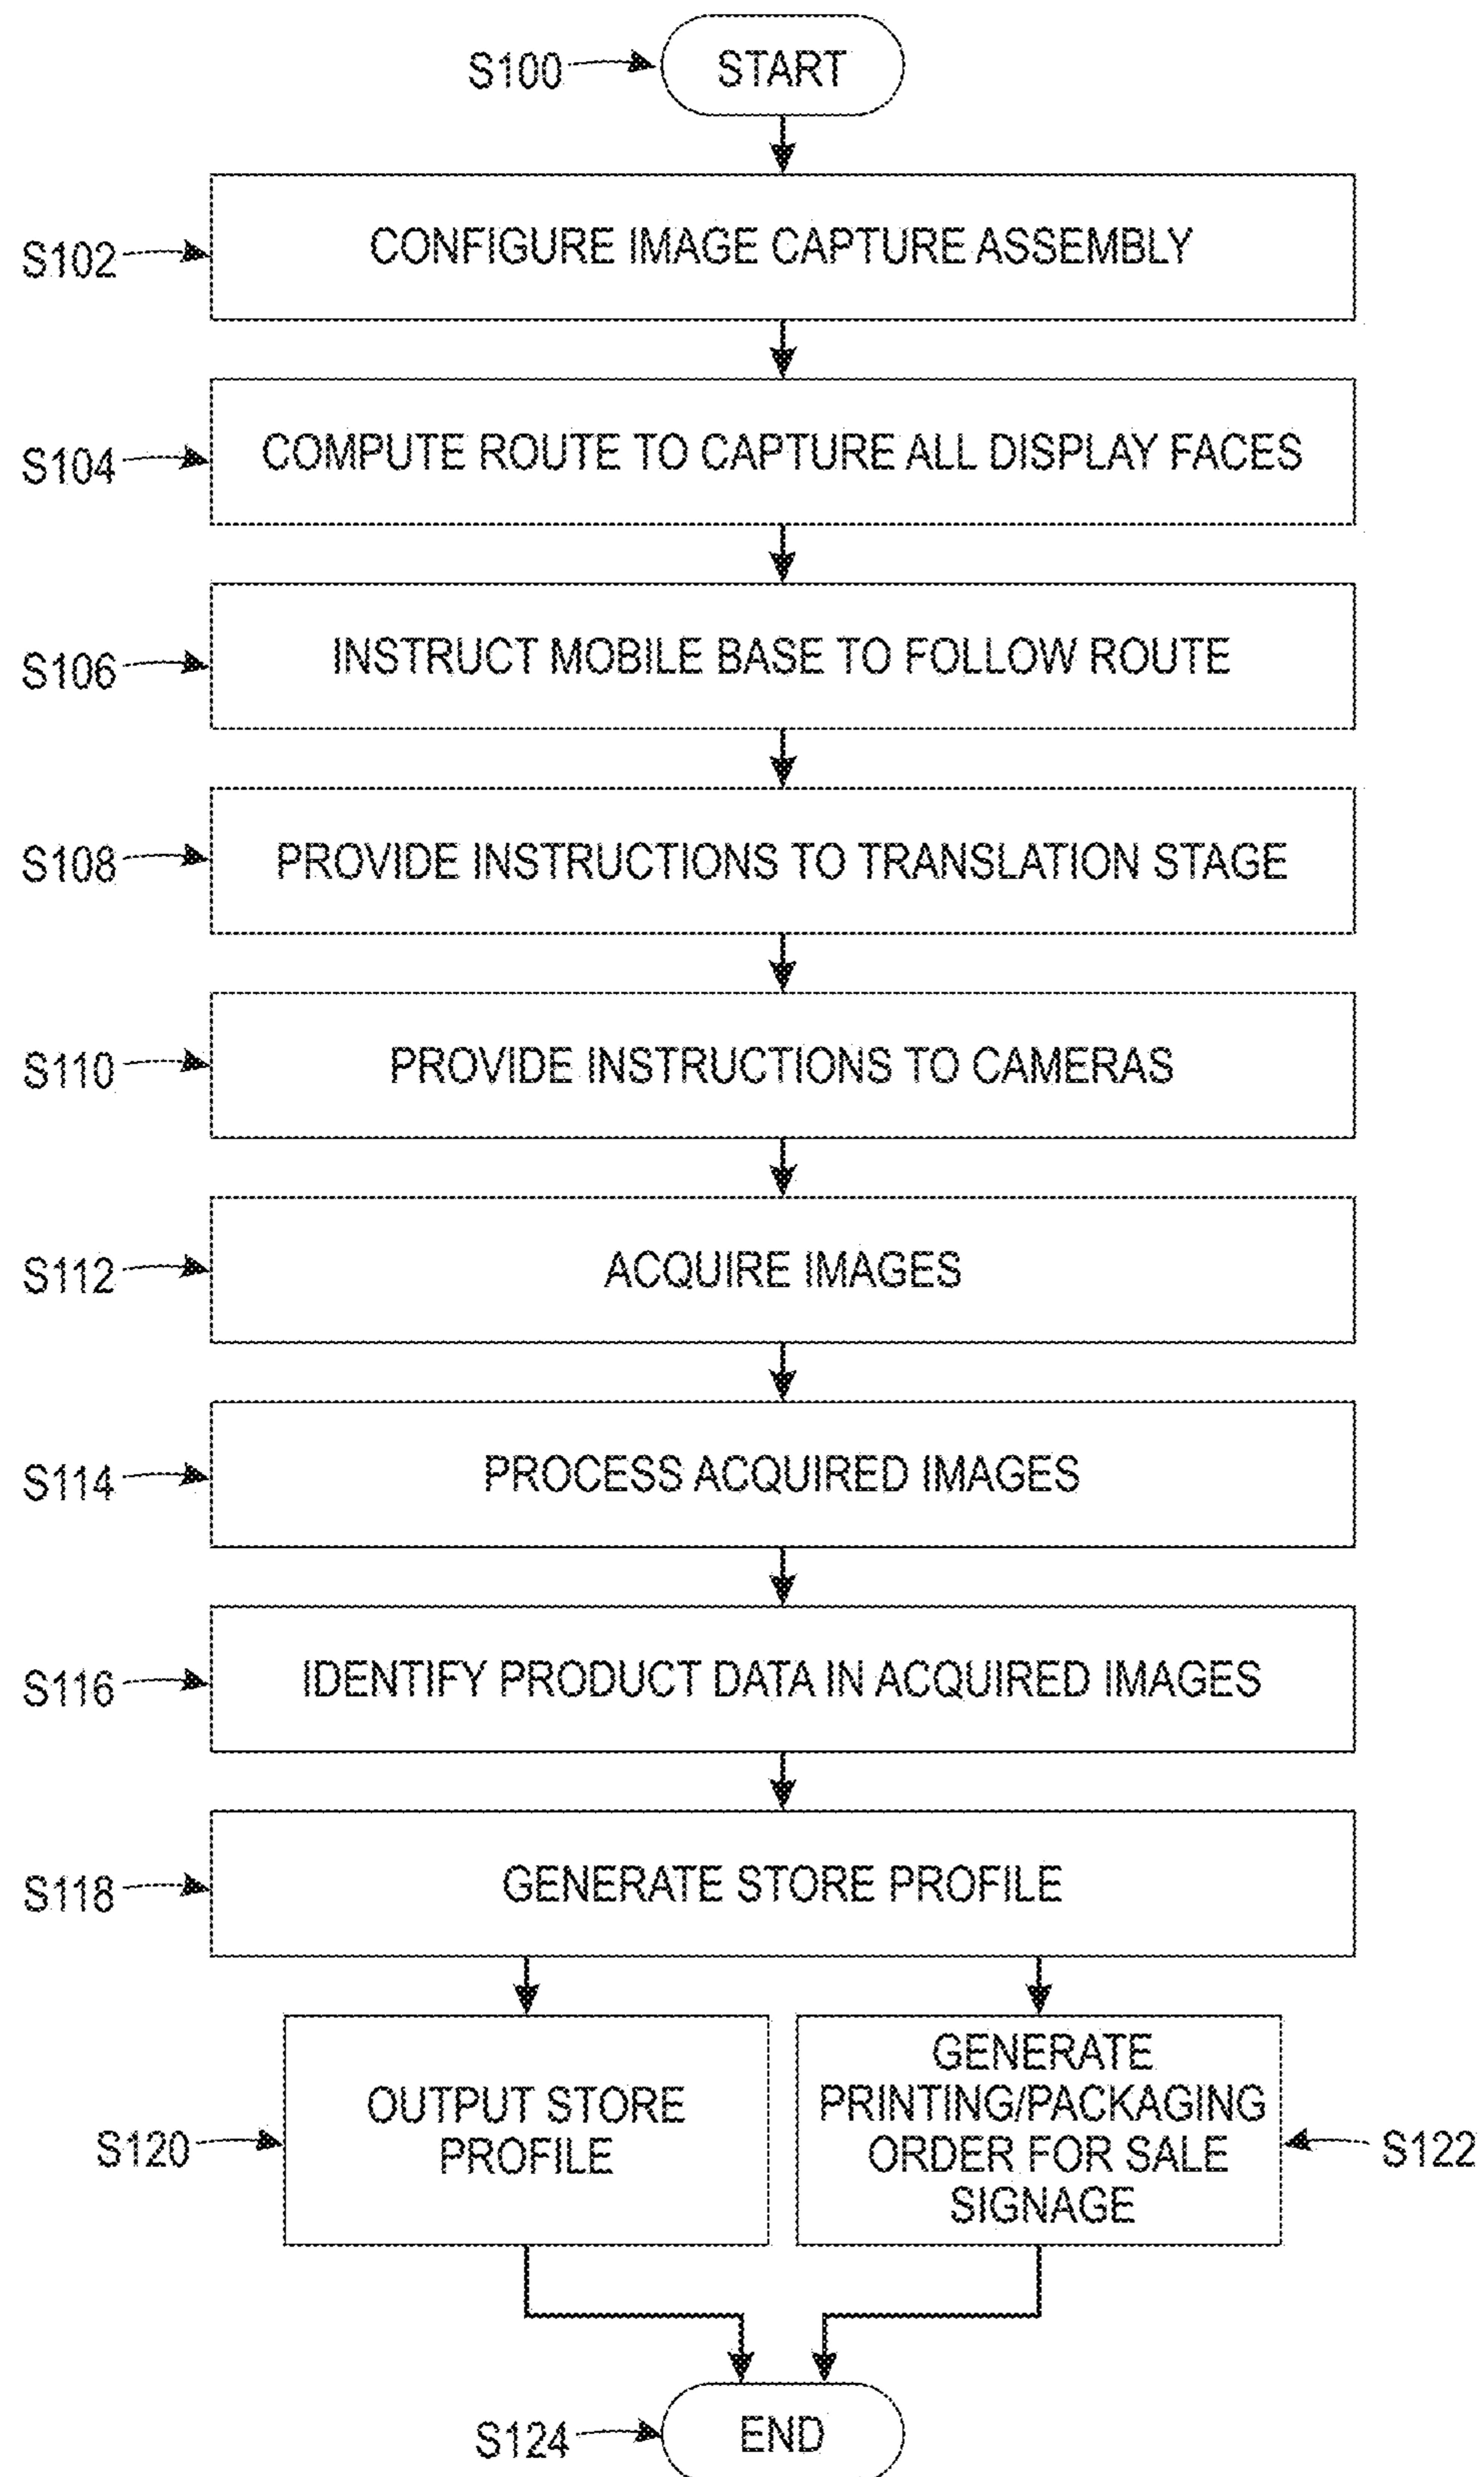 S100
START
S102
CONFIGURE IMAGE CAPTURE ASSEMBLY
S104
COMPUTE ROUTE TO CAPTURE ALL DISPLAY FACES
S106
INSTRUCT MOBILE BASE TO FOLLOW ROUTE
S108
PROVIDE INSTRUCTIONS TO TRANSLATION STAGE
S110
PROVIDE INSTRUCTIONS TO CAMERAS
S112
ACQUIRE IMAGES
S114
PROCESS ACQUIRED IMAGES
S116
IDENTIFY PRODUCT DATA IN ACQUIRED IMAGES
S118
GENERATE STORE PROFILE
S120
OUTPUT STORE
PROFILE
GENERATE
PRINTING/PACKAGING
ORDER FOR SALE
SIGNAGE
S122
S124
END